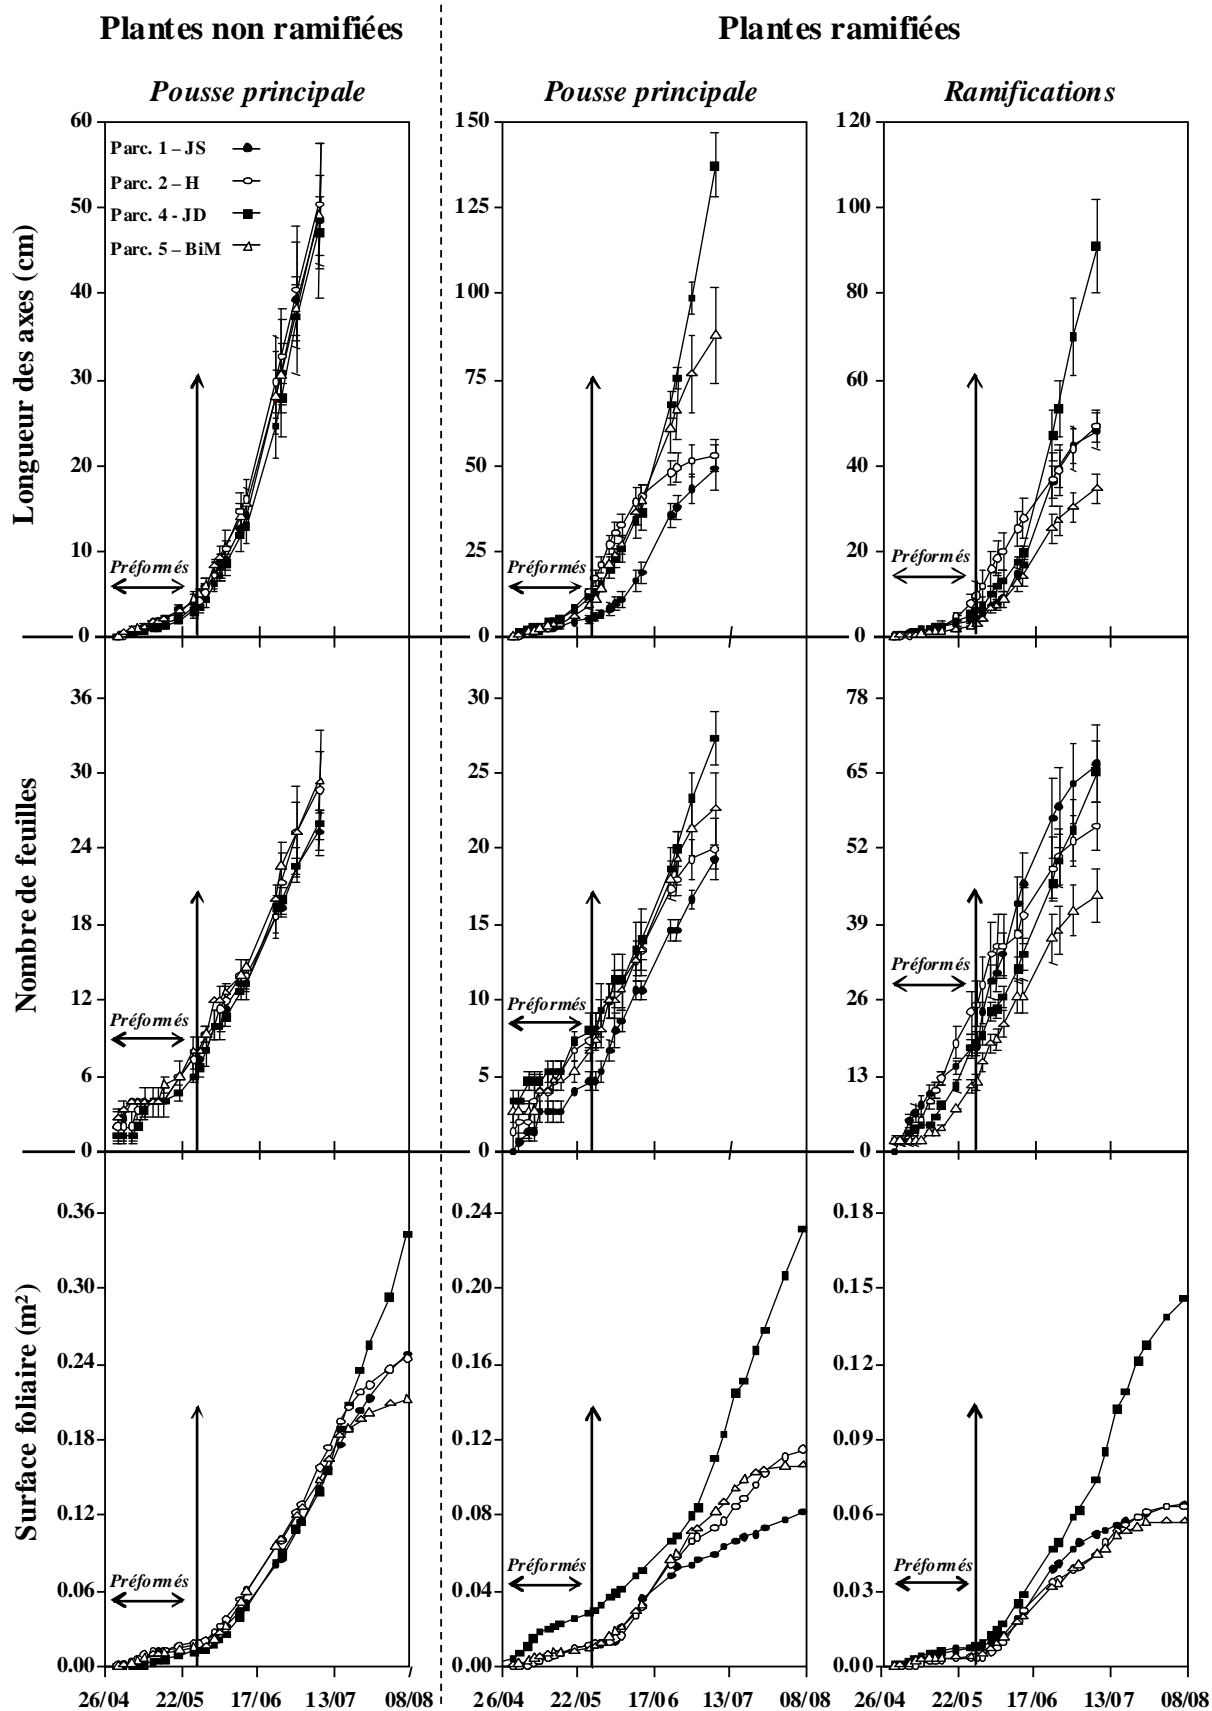 Plantes non ramifiées
Plantes ramifiées
Pousse principale
Pousse principale
Ramifications
Longueur des axes (cm)
60
50
40
30
20
10
0
Parc. 1 – JS
Parc. 2 – H
Parc. 4 - JD
Parc. 5 – BiM
Préformés
150
125
100
75
50
25
0
Préformés
120
100
80
60
40
20
0
Préformés
Nombre de feuilles
36
30
24
18
12
6
0
Préformés
30
25
20
15
10
5
0
Préformés
78
65
52
39
26
13
0
Préformés
Surface foliaire (m²)
0.36
0.30
0.24
0.18
0.12
0.06
0.00
Préformés
0.24
0.20
0.16
0.12
0.08
0.04
0.00
Préformés
0.18
0.15
0.12
0.09
0.06
0.03
0.00
Préformés
26/04 22/05 17/06 13/07 08/08
26/04 22/05 17/06 13/07 08/08
26/04 22/05 17/06 13/07 08/08